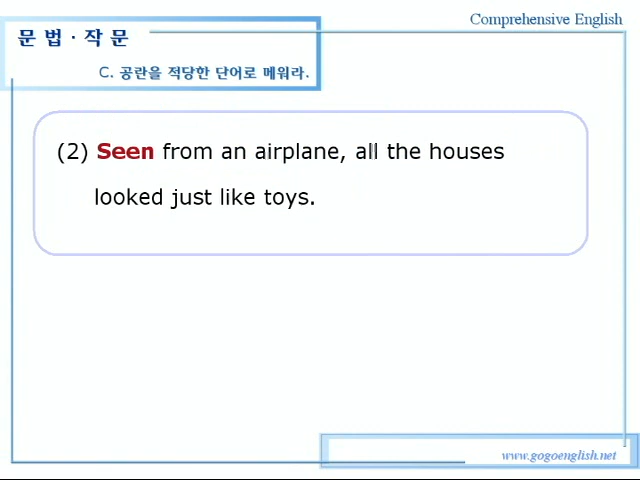 Comprehensive English
문 법 · 작 문
C. 공란을 적당한 단어로 메워라.
(2) Seen from an airplane, all the houses
looked just like toys.
www.gogoenglish.net